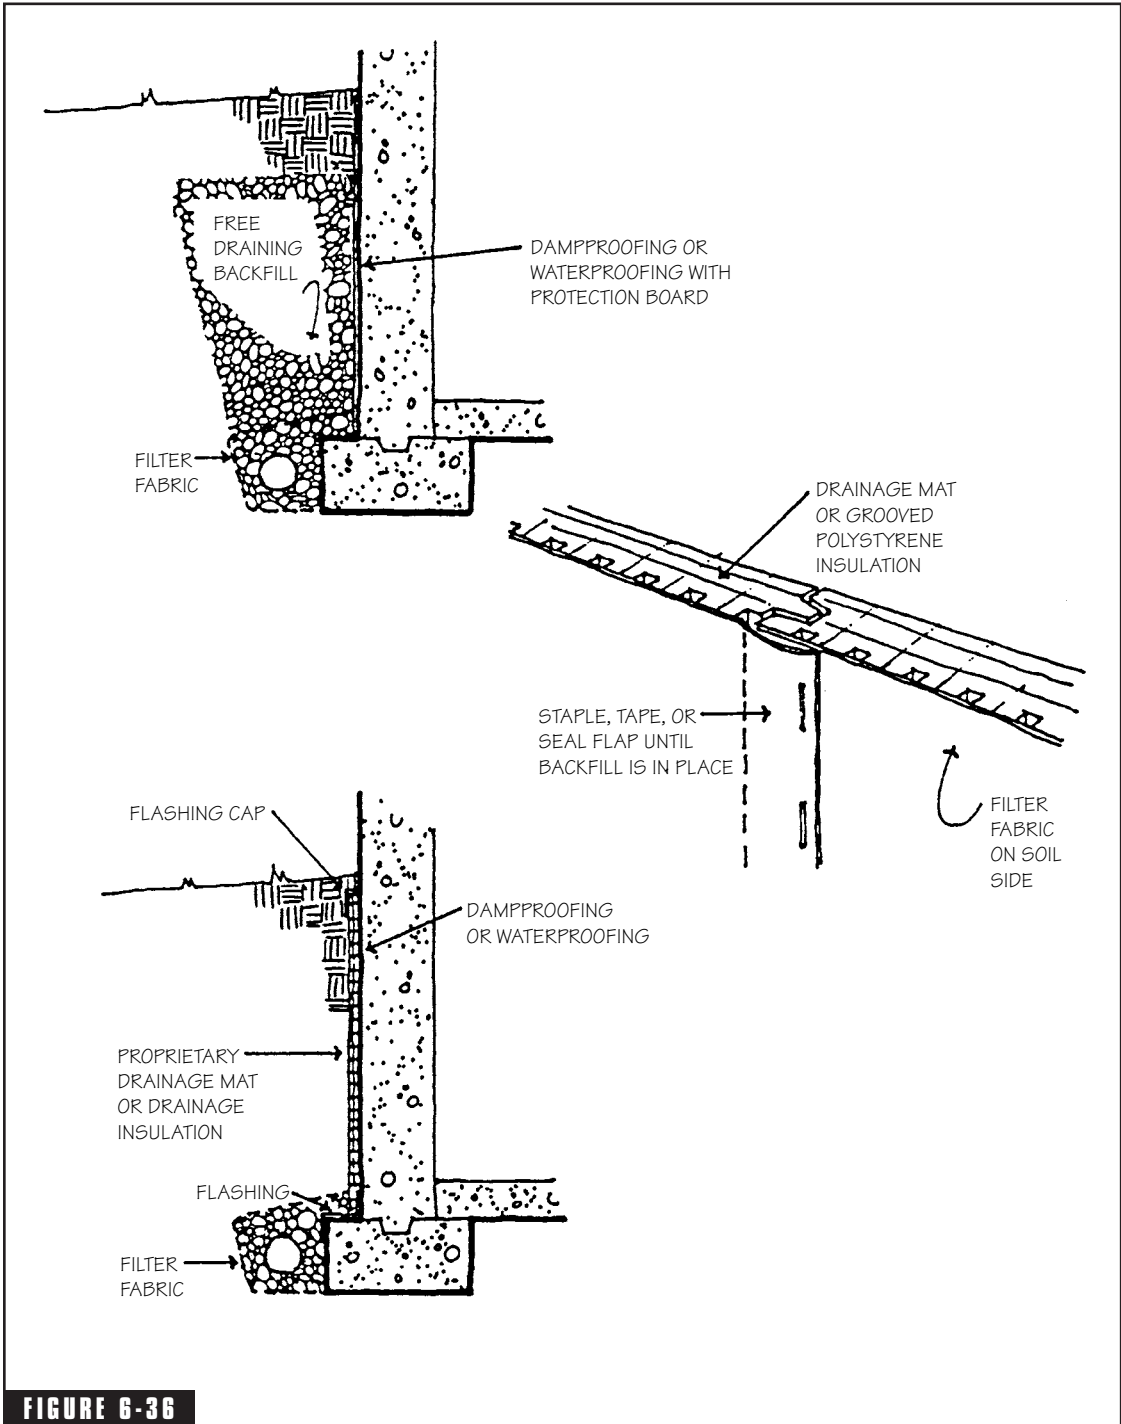 FREE
DRAINING
BACKFILL
DAMPPROOFING OR
WATERPROOFING WITH
PROTECTION BOARD
FILTER
FABRIC
DRAINAGE MAT
OR GROOVED
POLYSTYRENE
INSULATION
STAPLE, TAPE, OR
SEAL FLAP UNTIL
BACKFILL IS IN PLACE
FILTER
FABRIC
ON SOIL
SIDE
FLASHING CAP
DAMPPROOFING
OR WATERPROOFING
PROPRIETARY
DRAINAGE MAT
OR DRAINAGE
INSULATION
FLASHING
FILTER
FABRIC
FIGURE 6-36